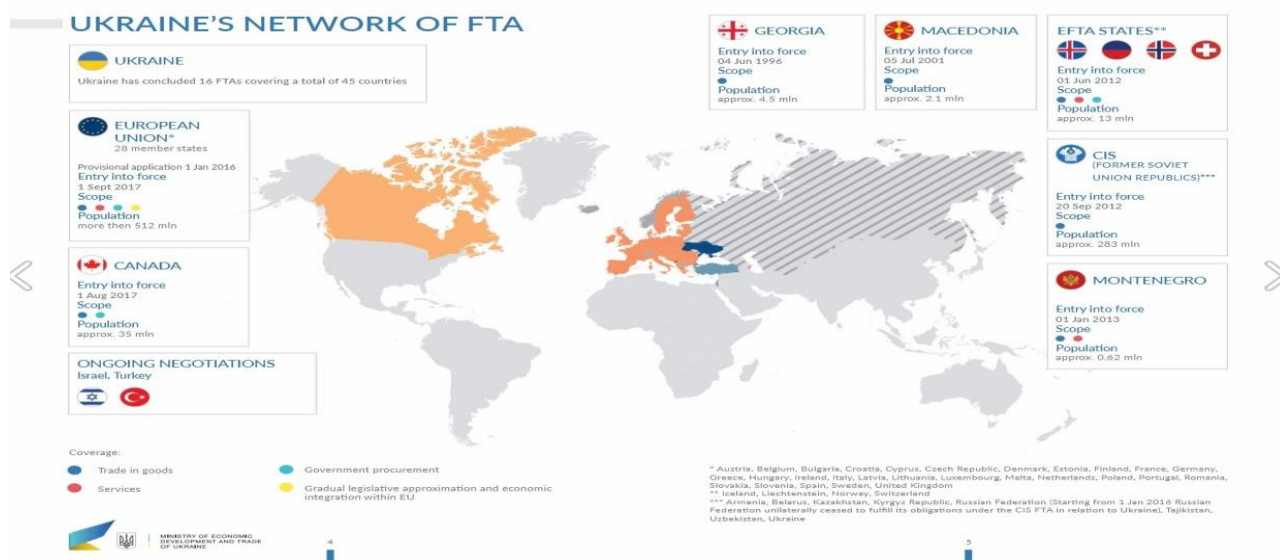 UKRAINE'S NETWORK OF FTA
UKRAINE
Ukraine has concluded 16 FTAs covering a total of 45 countries
EUROPEAN
UNION*
28 member states
Provisional application 1 Jan 2016
Entry into force
1 Sept 2017
Scope
Population
more then 512 mln
CANADA
Entry into force
1 Aug 2017
Scope
Population
approx. 35 mln
ONGOING NEGOTIATIONS
Israel, Turkey
GEORGIA
Entry into force
04 Jun 1996
Scope
Population
approx. 4.5 mln
MACEDONIA
Entry into force
05 Jul 2001
Scope
Population
approx. 2.1 mln
EFTA STATES**
Entry into force
01 Jun 2012
Scope
Population
approx. 13 mln
CIS
(FORMER SOVIET
UNION REPUBLICS)***
Entry into force
20 Sep 2012
Scope
Population
approx. 283 mln
MONTENEGRO
Entry into force
01 Jan 2013
Scope
Population
approx. 0.62 mln
Coverage:
Trade in goods
Services
Government procurement
Gradual legislative approximation and economic
integration within EU
* Austria, Belgium, Bulgaria, Croatia, Cyprus, Czech Republic, Denmark, Estonia, Finland, France, Germany,
Greece, Hungary, Ireland, Italy, Latvia, Lithuania, Luxembourg, Malta, Netherlands, Poland, Portugal, Romania,
Slovakia, Slovenia, Spain, Sweden, United Kingdom
** Iceland, Liechtenstein, Norway, Switzerland
*** Armenia, Belarus, Kazakhstan, Kyrgyz Republic, Russian Federation (Starting from 1 Jan 2016 Russian
Federation unilaterally ceased to fulfill its obligations under the CIS FTA in relation to Ukraine), Tajikistan,
Uzbekistan, Ukraine
MINISTRY OF ECONOMIC
DEVELOPMENT AND TRADE
OF UKRAINE
4
5